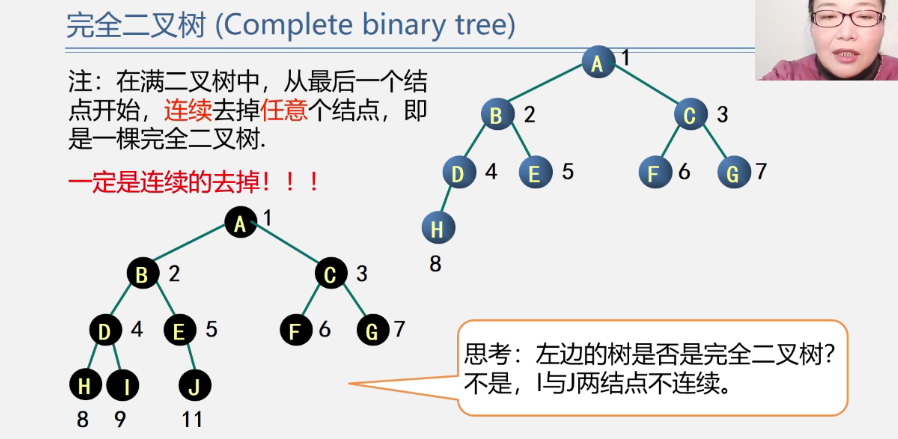 完全二叉树 (Complete binary tree)
注：在满二叉树中，从最后一个结
点开始，连续去掉任意个结点，即
是一棵完全二叉树.
一定是连续的去掉！！！
A 1
B 2 C 3
D 4 E 5 F 6 G 7
H
8
A 1
B 2 C 3
D 4 E 5 F 6 G 7
H I J
8 9 11
思考：左边的树是否是完全二叉树？
不是，I与J两结点不连续。